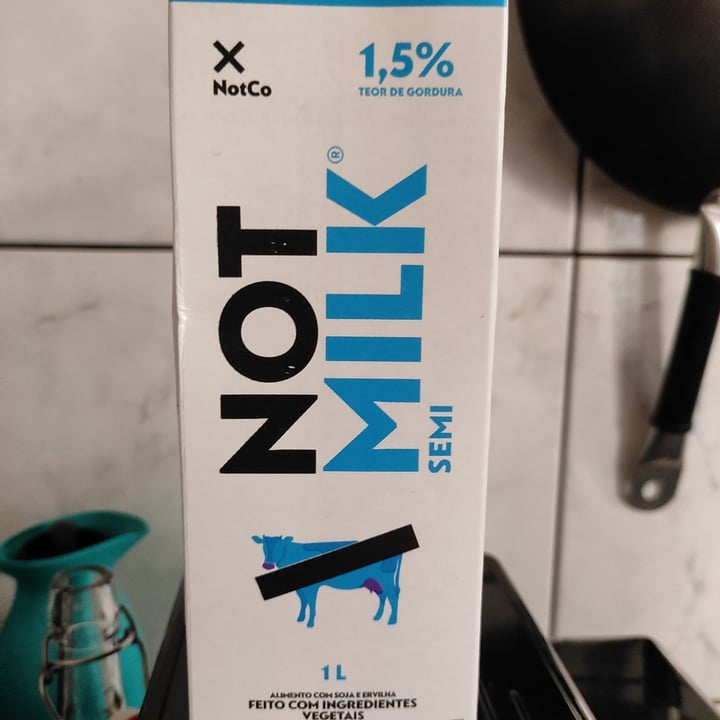 NotCo
1,5%
TEOR DE GORDURA
NOT
MILK®
SEMI
1 L
ALIMENTO COM SOJA E ERVILHA
FEITO COM INGREDIENTES
VEGETAIS